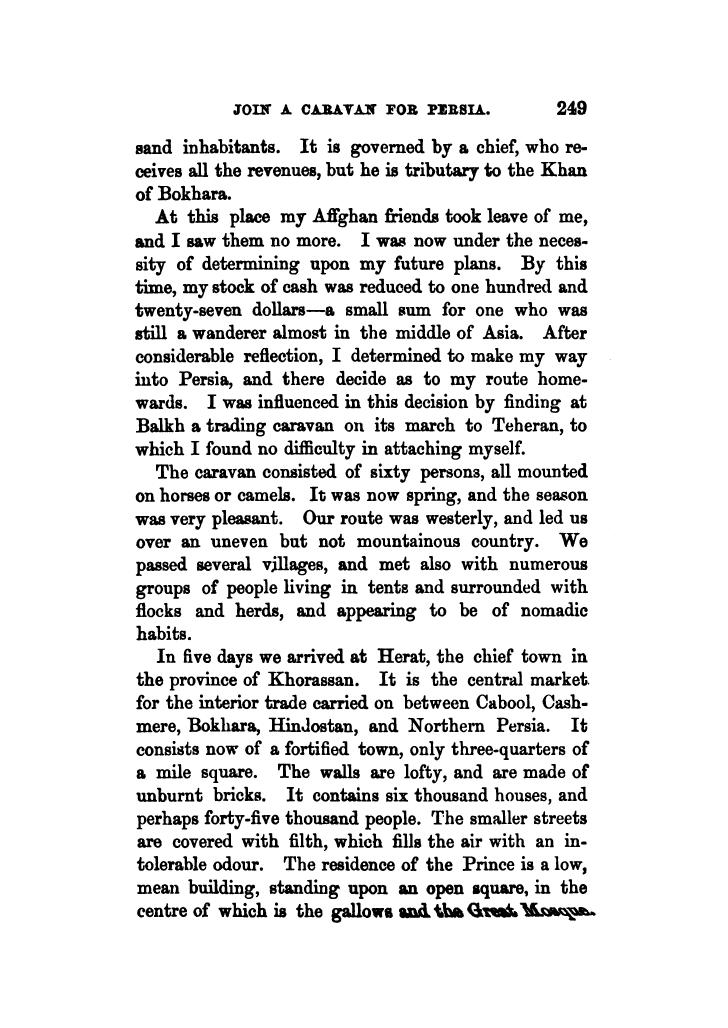 JOIN A CARAVAN FOR PERSIA. 249
sand inhabitants. It is governed by a chief, who re-
ceives all the revenues, but he is tributary to the Khan
of Bokhara.
At this place my Affghan friends took leave of me,
and I saw them no more. I was now under the neces-
sity of determining upon my future plans. By this
time, my stock of cash was reduced to one hundred and
twenty-seven dollars—a small sum for one who was
still a wanderer almost in the middle of Asia. After
considerable reflection, I determined to make my way
into Persia, and there decide as to my route home-
wards. I was influenced in this decision by finding at
Balkh a trading caravan on its march to Teheran, to
which I found no difficulty in attaching myself.
The caravan consisted of sixty persons, all mounted
on horses or camels. It was now spring, and the season
was very pleasant. Our route was westerly, and led us
over an uneven but not mountainous country. We
passed several villages, and met also with numerous
groups of people living in tents and surrounded with
flocks and herds, and appearing to be of nomadic
habits.
In five days we arrived at Herat, the chief town in
the province of Khorassan. It is the central market
for the interior trade carried on between Cabool, Cash-
mere, Bokhara, Hindostan, and Northern Persia. It
consists now of a fortified town, only three-quarters of
a mile square. The walls are lofty, and are made of
unburnt bricks. It contains six thousand houses, and
perhaps forty-five thousand people. The smaller streets
are covered with filth, which fills the air with an in-
tolerable odour. The residence of the Prince is a low,
mean building, standing upon an open square, in the
centre of which is the gallows and the Great Mosque.